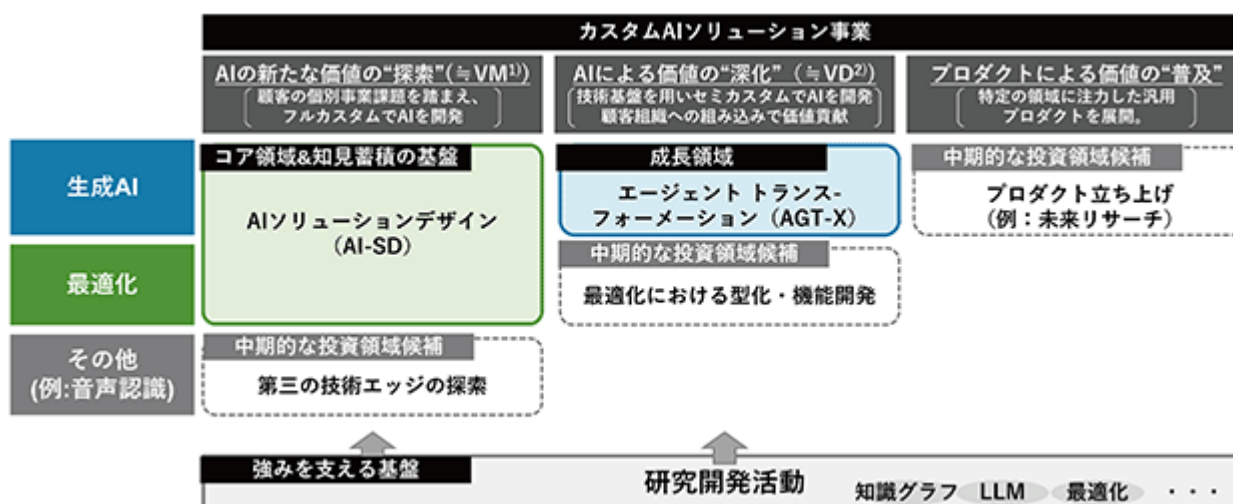 カスタムAIソリューション事業
AIの新たな価値の“探索”(≒VM1))
顧客の個別事業課題を踏まえ、
フルカスタムでAIを開発
AIによる価値の“深化” (≒VD2))
技術基盤を用いセミカスタムでAIを開発
顧客組織への組み込みで価値貢献
プロダクトによる価値の“普及”
特定の領域に注力した汎用
プロダクトを展開。
生成AI
最適化
その他
(例:音声認識)
コア領域&知見蓄積の基盤
AIソリューションデザイン
(AI-SD)
成長領域
エージェント トランス-
フォーメーション（AGT-X）
中期的な投資領域候補
プロダクト立ち上げ
（例：未来リサーチ）
中期的な投資領域候補
最適化における型化・機能開発
中期的な投資領域候補
第三の技術エッジの探索
強みを支える基盤
研究開発活動
知識グラフ LLM 最適化 ・・・